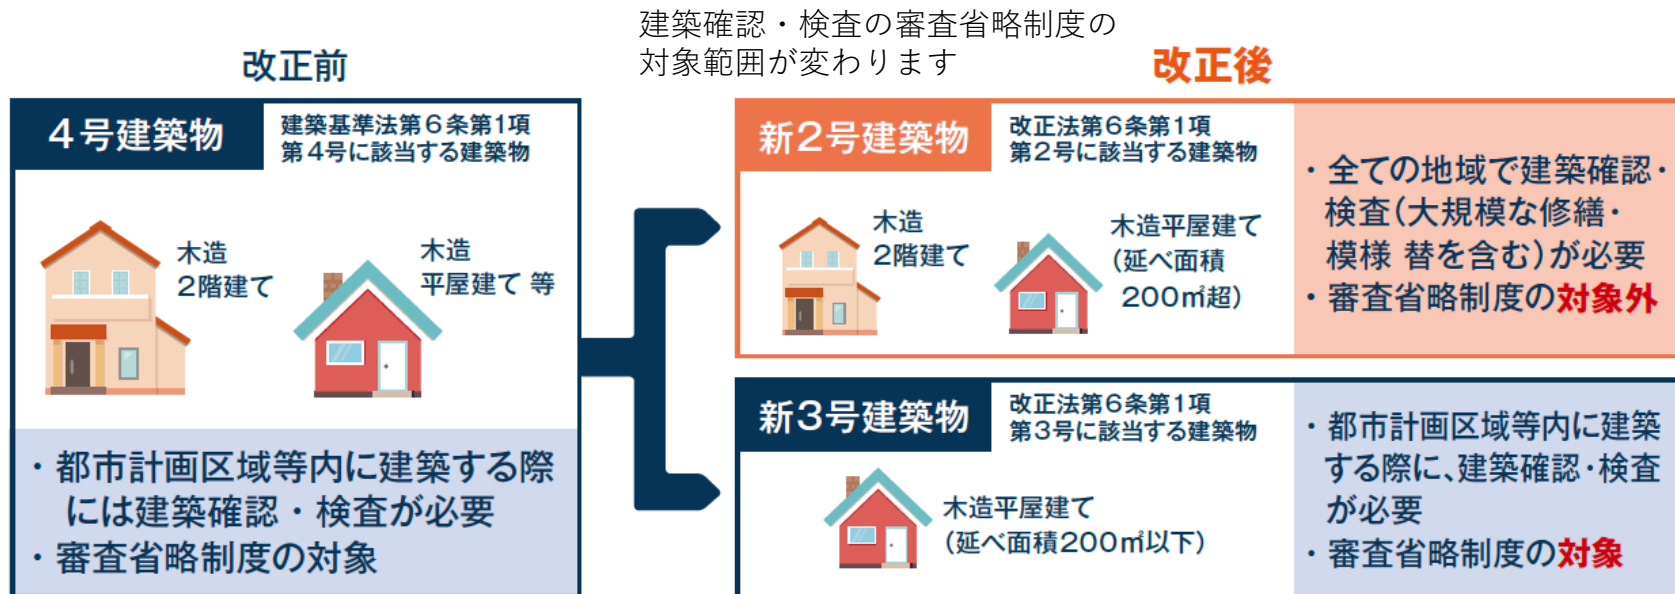 建築確認・検査の審査省略制度の
対象範囲が変わります
改正前
4号建築物
建築基準法第6条第1項
第4号に該当する建築物
木造
2階建て
木造
平屋建て 等
・都市計画区域等内に建築する際
には建築確認・検査が必要
・審査省略制度の対象
改正後
新2号建築物
改正法第6条第1項
第2号に該当する建築物
木造
2階建て
木造平屋建て
(延べ面積
200㎡超)
・全ての地域で建築確認・
検査(大規模な修繕・
模様 替を含む)が必要
・審査省略制度の対象外
新3号建築物
改正法第6条第1項
第3号に該当する建築物
木造平屋建て
(延べ面積200㎡以下)
・都市計画区域等内に建築
する際に、建築確認・検査
が必要
・審査省略制度の対象